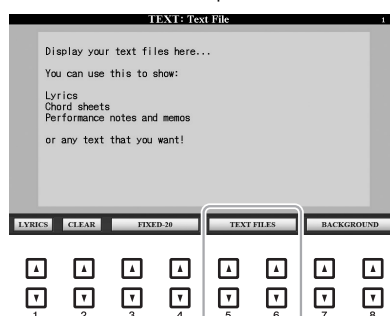 TEXT: Text File 1
Display your text files here...
You can use this to show:
Lyrics
Chord sheets
Performance notes and memos
or any text that you want!
LYRICS CLEAR FIXED-20 TEXT FILES BACKGROUND
1 2 3 4 5 6 7 8